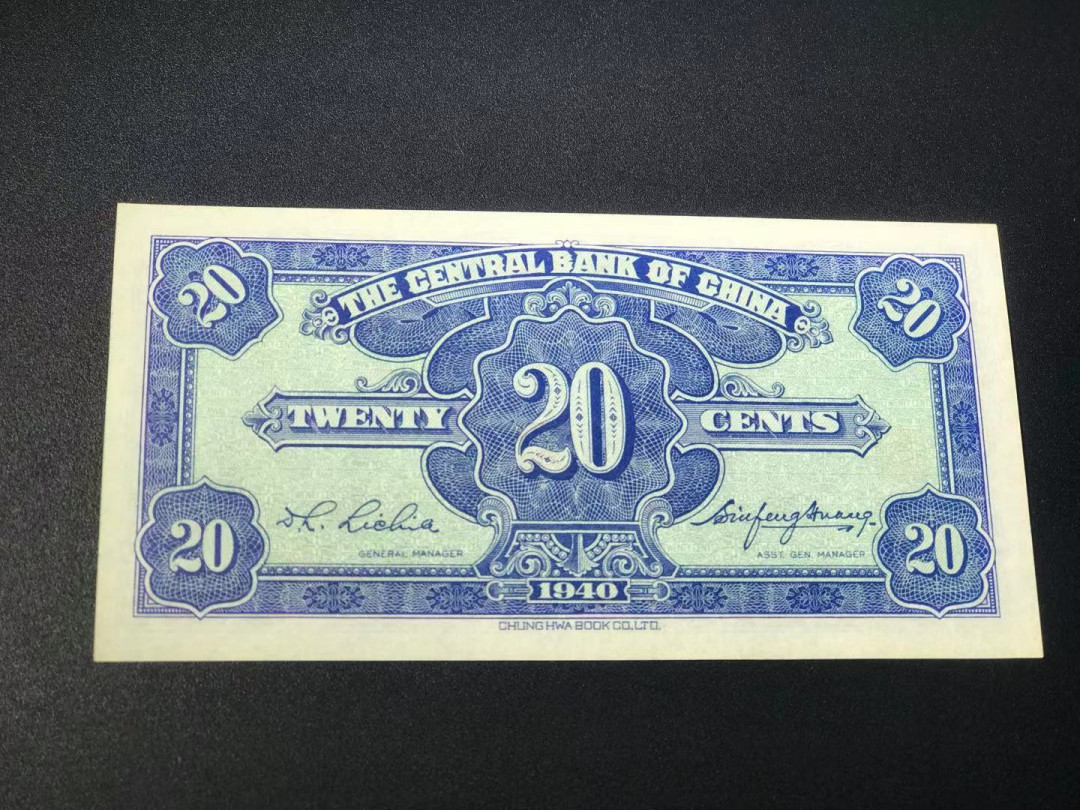 20 THE CENTRAL BANK OF CHINA 20
TWENTY 20 CENTS
20 20
GENERAL MANAGER ASST. GEN. MANAGER
1940
CHUNG HWA BOOK CO., LTD.